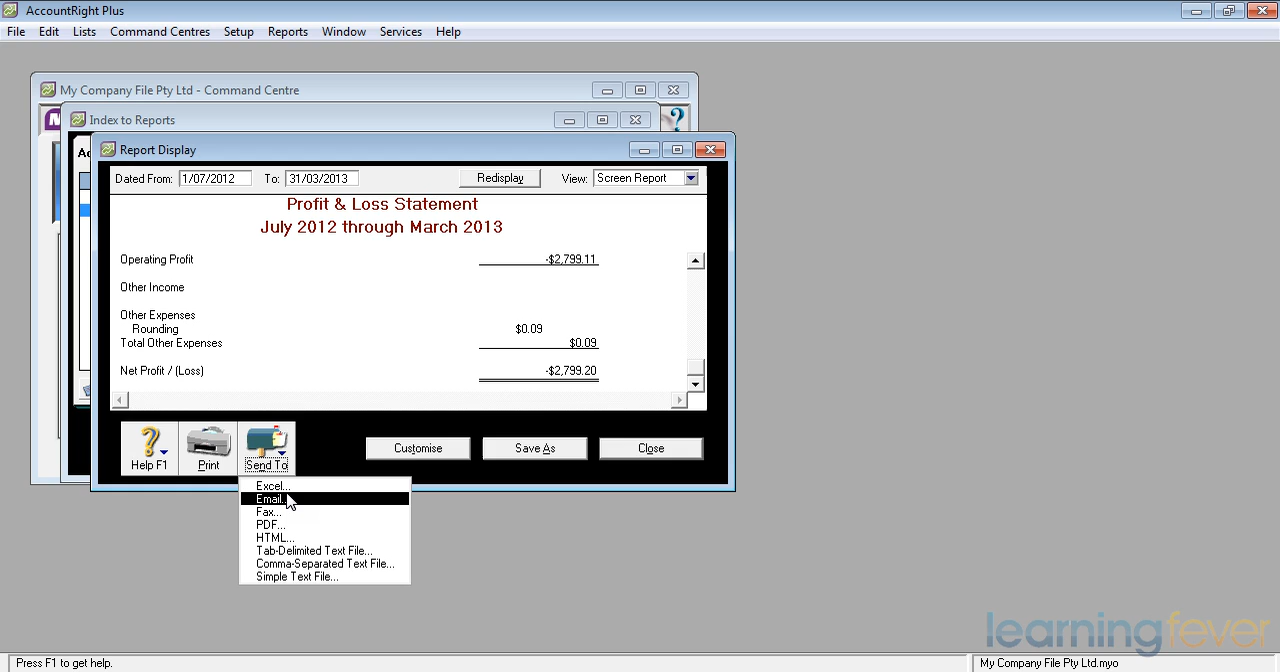 AccountRight Plus
File Edit Lists Command Centres Setup Reports Window Services Help
My Company File Pty Ltd - Command Centre
Index to Reports
Report Display
Dated From: 1/07/2012 To: 31/03/2013 Redisplay View: Screen Report
Profit & Loss Statement
July 2012 through March 2013
Operating Profit -$2,799.11
Other Income
Other Expenses
Rounding $0.09
Total Other Expenses $0.09
Net Profit / (Loss) -$2,799.20
Help F1 Print Send To Customise Save As Close
Excel...
Email...
Fax...
PDF...
HTML...
Tab-Delimited Text File...
Comma-Separated Text File...
Simple Text File...
learningfever
Press F1 to get help. My Company File Pty Ltd.myo